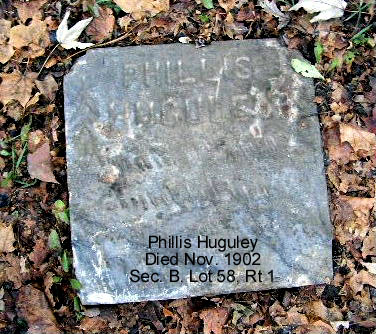 PHILLIS
HUGULEY
Phillis Huguley
Died Nov. 1902
Sec. B, Lot 58, Rt 1